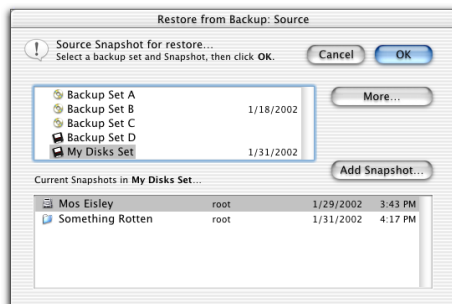 Restore from Backup: Source
Source Snapshot for restore...
Select a backup set and Snapshot, then click OK.
Cancel
OK
Backup Set A
Backup Set B 1/18/2002
Backup Set C
Backup Set D
My Disks Set 1/31/2002
More...
Add Snapshot...
Current Snapshots in My Disks Set...
Mos Eisley root 1/29/2002 3:43 PM
Something Rotten root 1/31/2002 4:17 PM